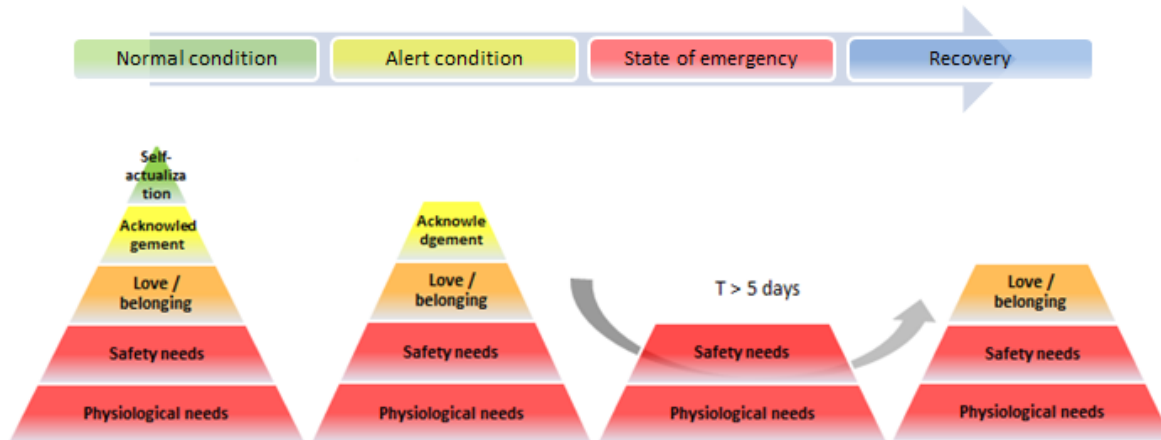 Normal condition
Alert condition
State of emergency
Recovery
Self-
actualiza
tion
Acknowled
gement
Love /
belonging
Safety needs
Physiological needs
Acknowle
dgement
Love /
belonging
Safety needs
Physiological needs
T > 5 days
Safety needs
Physiological needs
Love /
belonging
Safety needs
Physiological needs